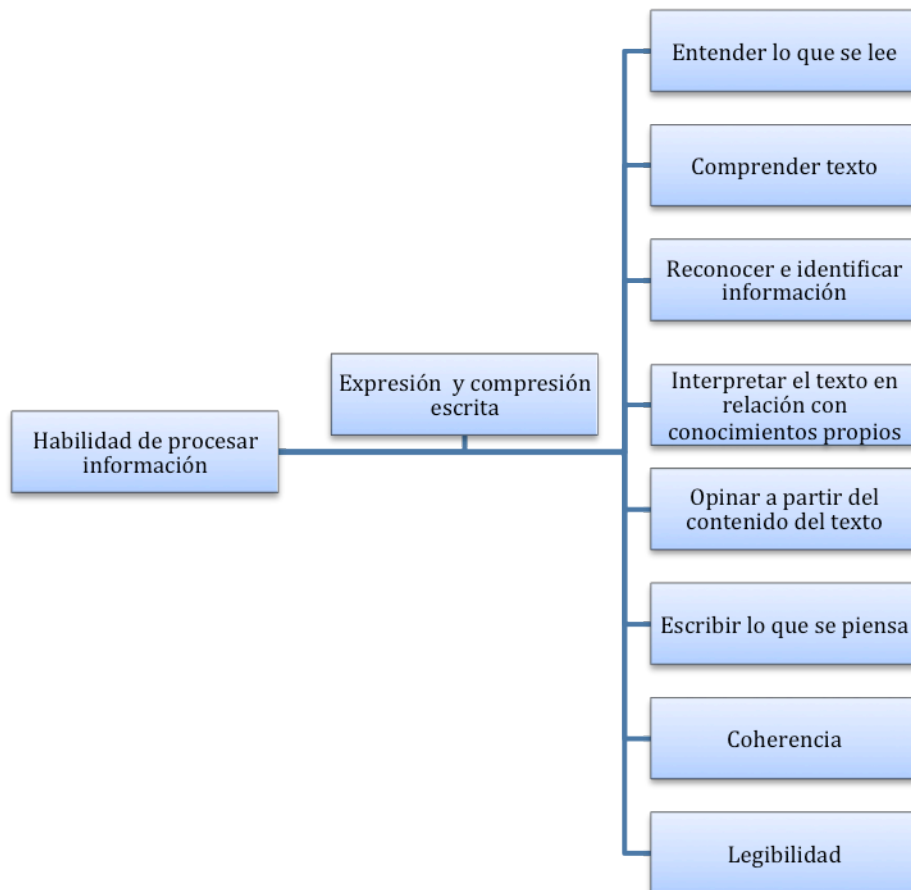 Habilidad de procesar
información
Expresión y compresión
escrita
Entender lo que se lee
Comprender texto
Reconocer e identificar
información
Interpretar el texto en
relación con
conocimientos propios
Opinar a partir del
contenido del texto
Escribir lo que se piensa
Coherencia
Legibilidad